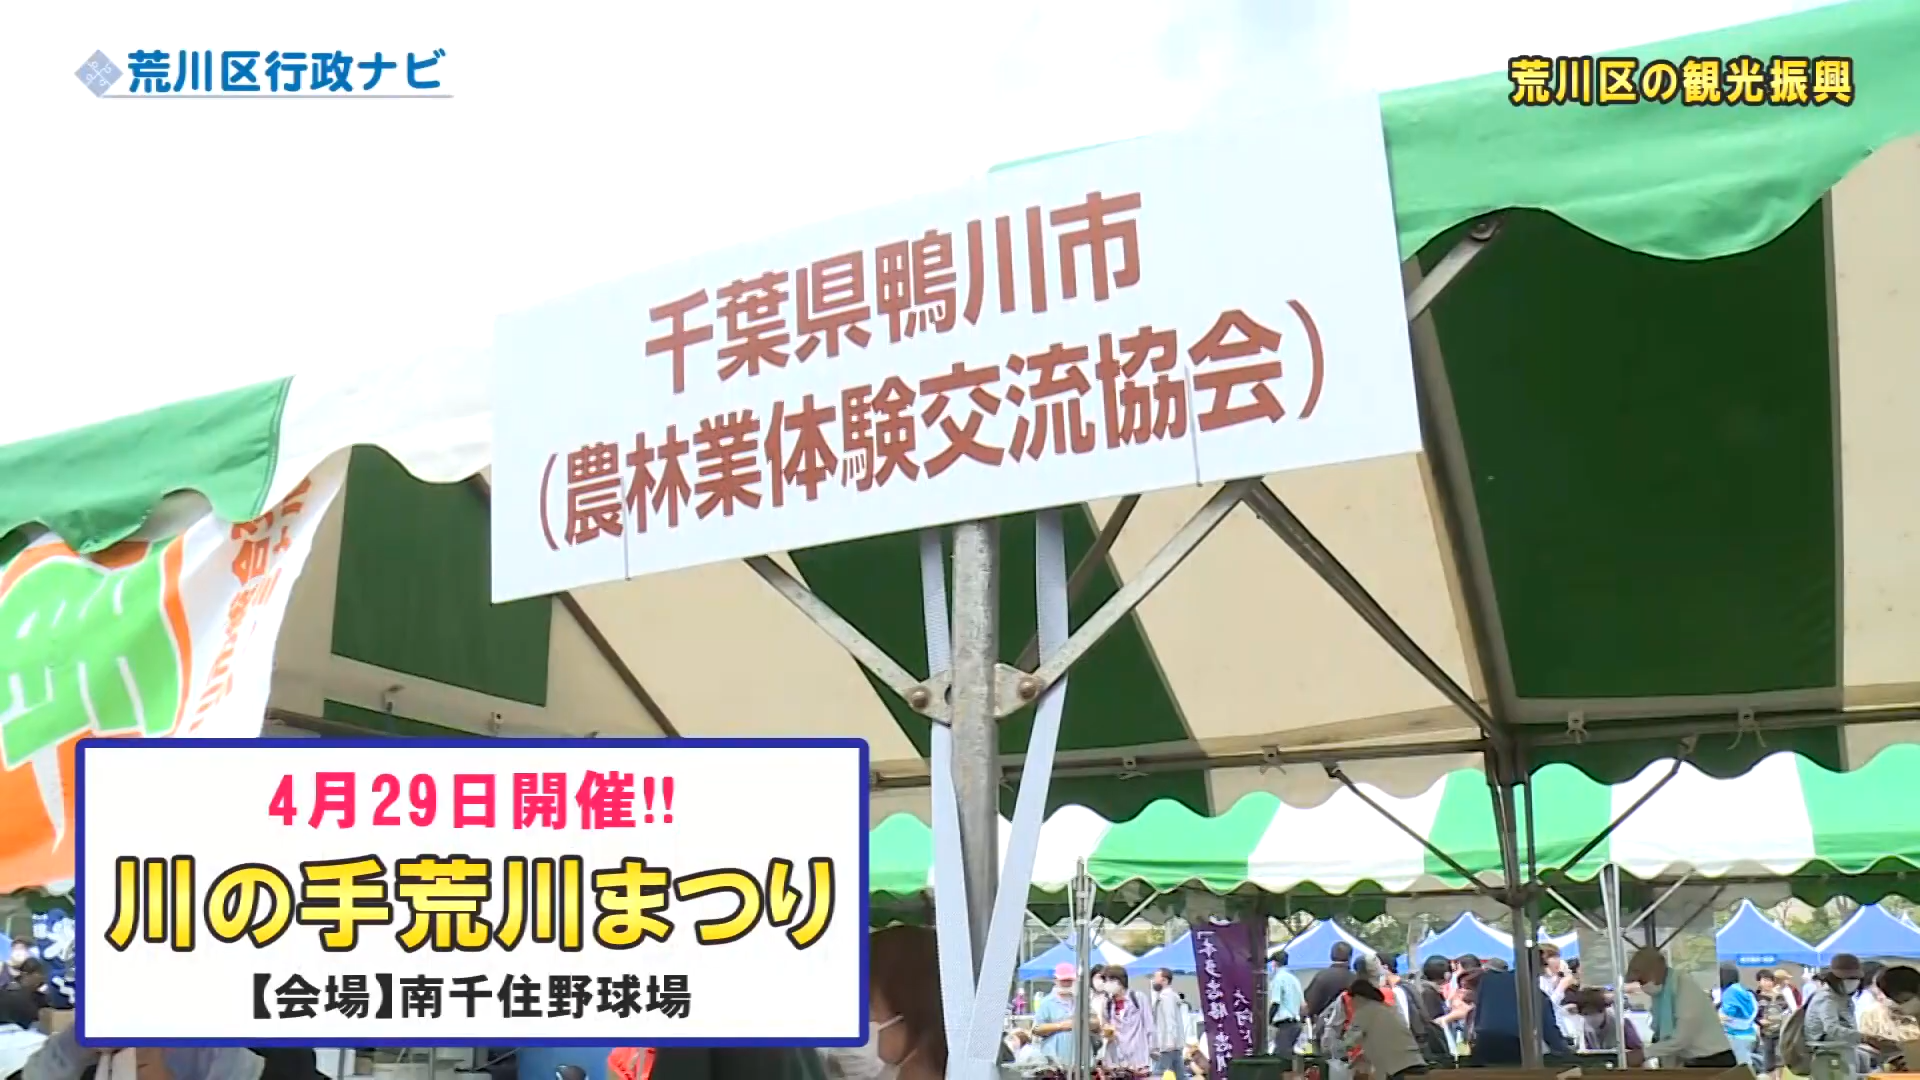 荒川区行政ナビ
荒川区の観光振興
千葉県鴨川市
（農林業体験交流協会）
4月29日開催!!
川の手荒川まつり
【会場】南千住野球場